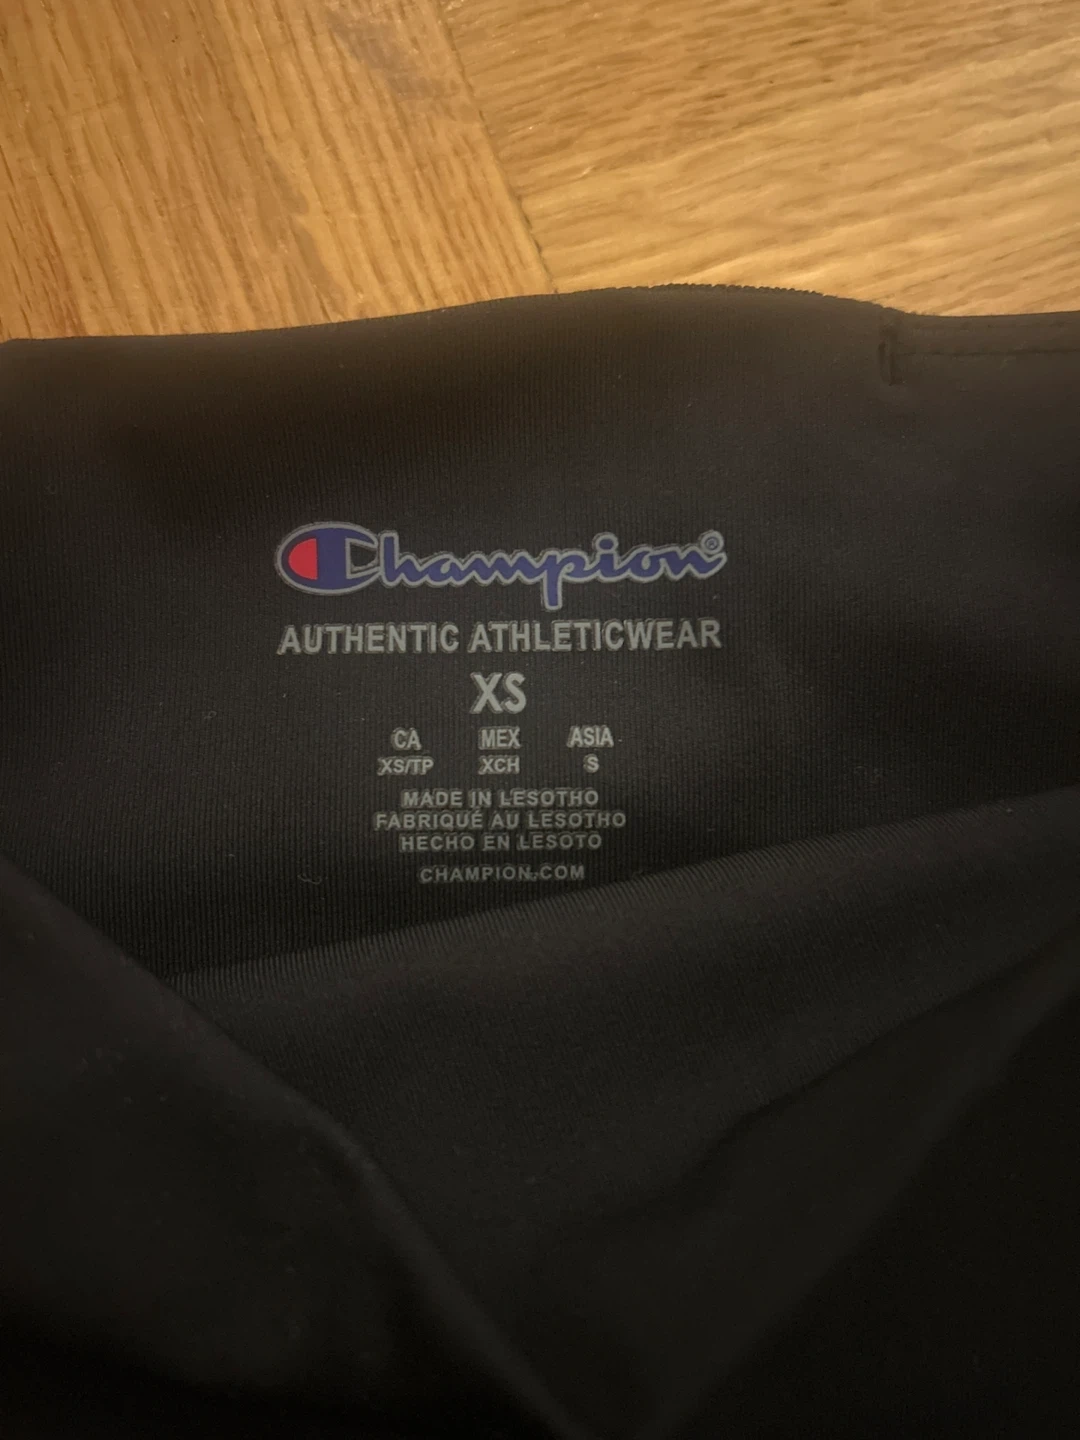 Champion®
AUTHENTIC ATHLETICWEAR
XS
CA MEX ASIA
XS/TP XCH S
MADE IN LESOTHO
FABRIQUÉ AU LESOTHO
HECHO EN LESOTO
CHAMPION.COM